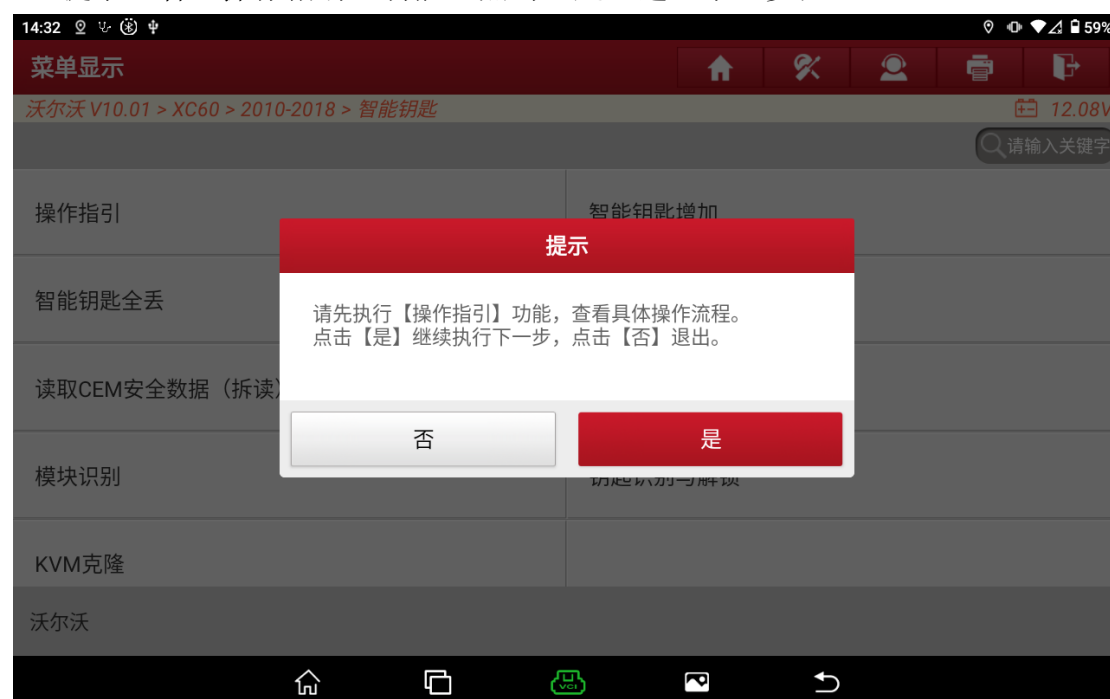 14:32
59%
菜单显示
沃尔沃 V10.01 > XC60 > 2010-2018 > 智能钥匙
12.08V
请输入关键字
操作指引
智能钥匙增加
提示
智能钥匙全丢
请先执行【操作指引】功能，查看具体操作流程。
点击【是】继续执行下一步，点击【否】退出。
读取CEM安全数据（拆读）
否
是
模块识别
KVM克隆
沃尔沃
VCI